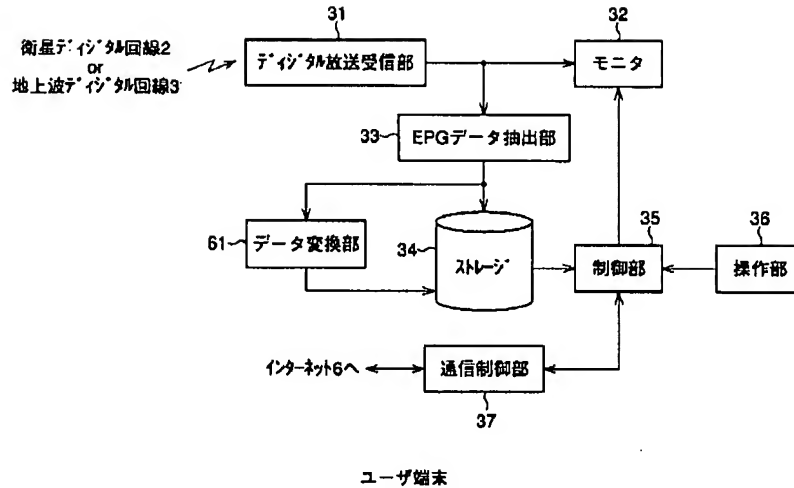 31
32
衛星ディジタル回線2
or
地上波ディジタル回線3
ディジタル放送受信部
モニタ
33
EPGデータ抽出部
61
データ変換部
34
ストレージ
35
制御部
36
操作部
インターネット6へ
通信制御部
37
ユーザ端末